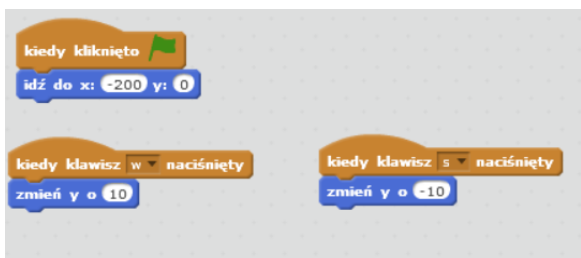 kiedy kliknięto
idź do x: -200 y: 0
kiedy klawisz w naciśnięty
zmień y o 10
kiedy klawisz s naciśnięty
zmień y o -10